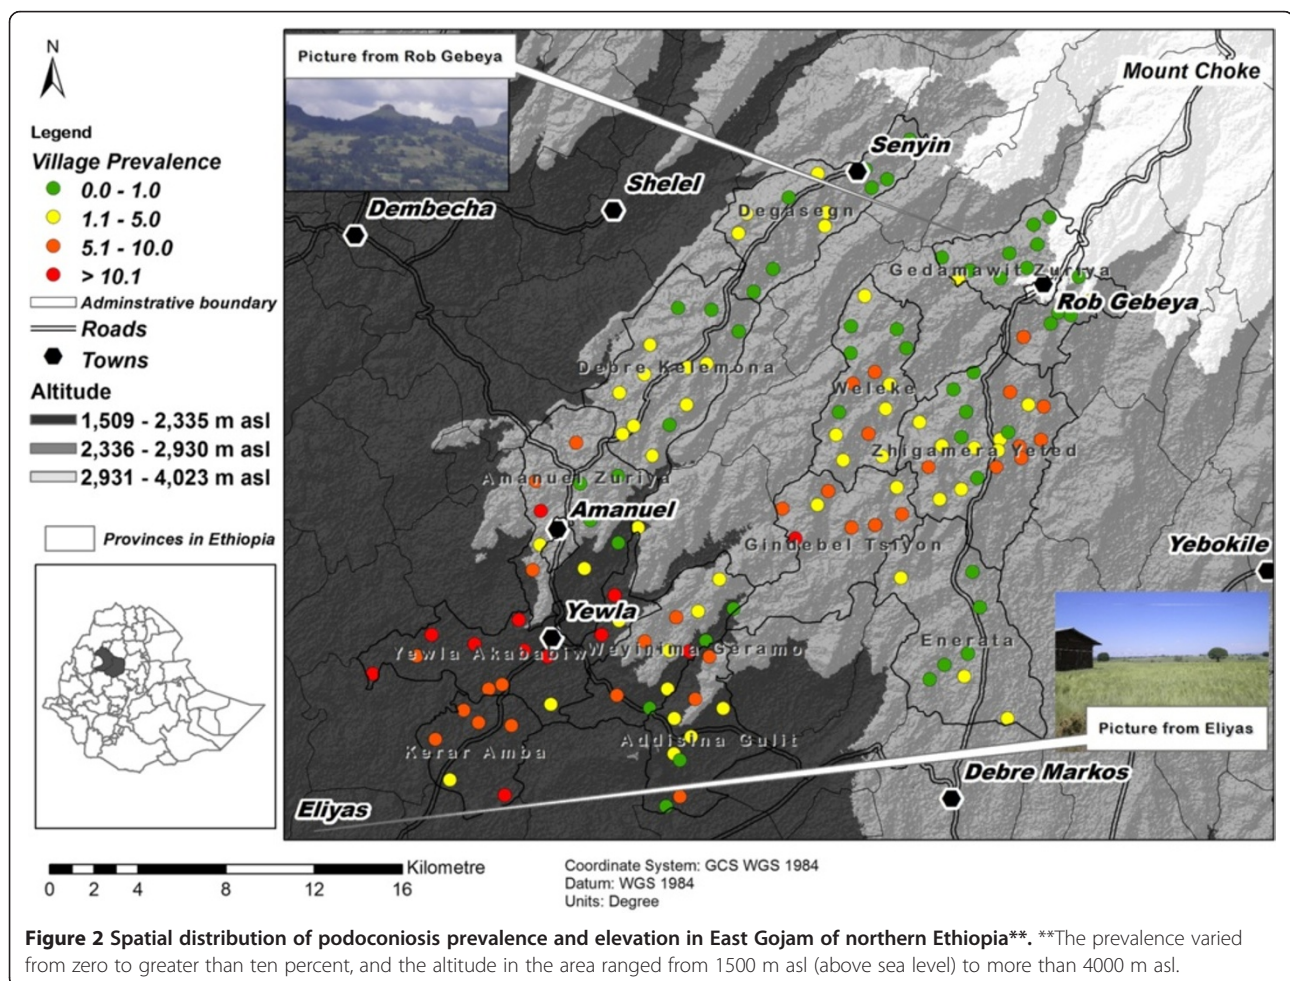 N
Legend
Village Prevalence
0.0 - 1.0
1.1 - 5.0
5.1 - 10.0
> 10.1
Adminstrative boundary
Roads
Towns
Altitude
1,509 - 2,335 m asl
2,336 - 2,930 m asl
2,931 - 4,023 m asl
Provinces in Ethiopia
Picture from Rob Gebeya
Mount Choke
Senyin
Shelel
Dembecha
Degasegn
Gedamawit Zuriya
Rob Gebeya
Debre Kelemona
Weleke
Zhigamera Yeted
Amanuel Zuriya
Amanuel
Gindebel Tsiyon
Yebokile
Yewla
Enerata
Yewla Akababiw
Weyinima Geramo
Picture from Eliyas
Addisina Gulit
Kerar Amba
Debre Markos
Eliyas
Kilometre
0 2 4 8 12 16
Coordinate System: GCS WGS 1984
Datum: WGS 1984
Units: Degree
Figure 2 Spatial distribution of podoconiosis prevalence and elevation in East Gojam of northern Ethiopia**. **The prevalence varied
from zero to greater than ten percent, and the altitude in the area ranged from 1500 m asl (above sea level) to more than 4000 m asl.